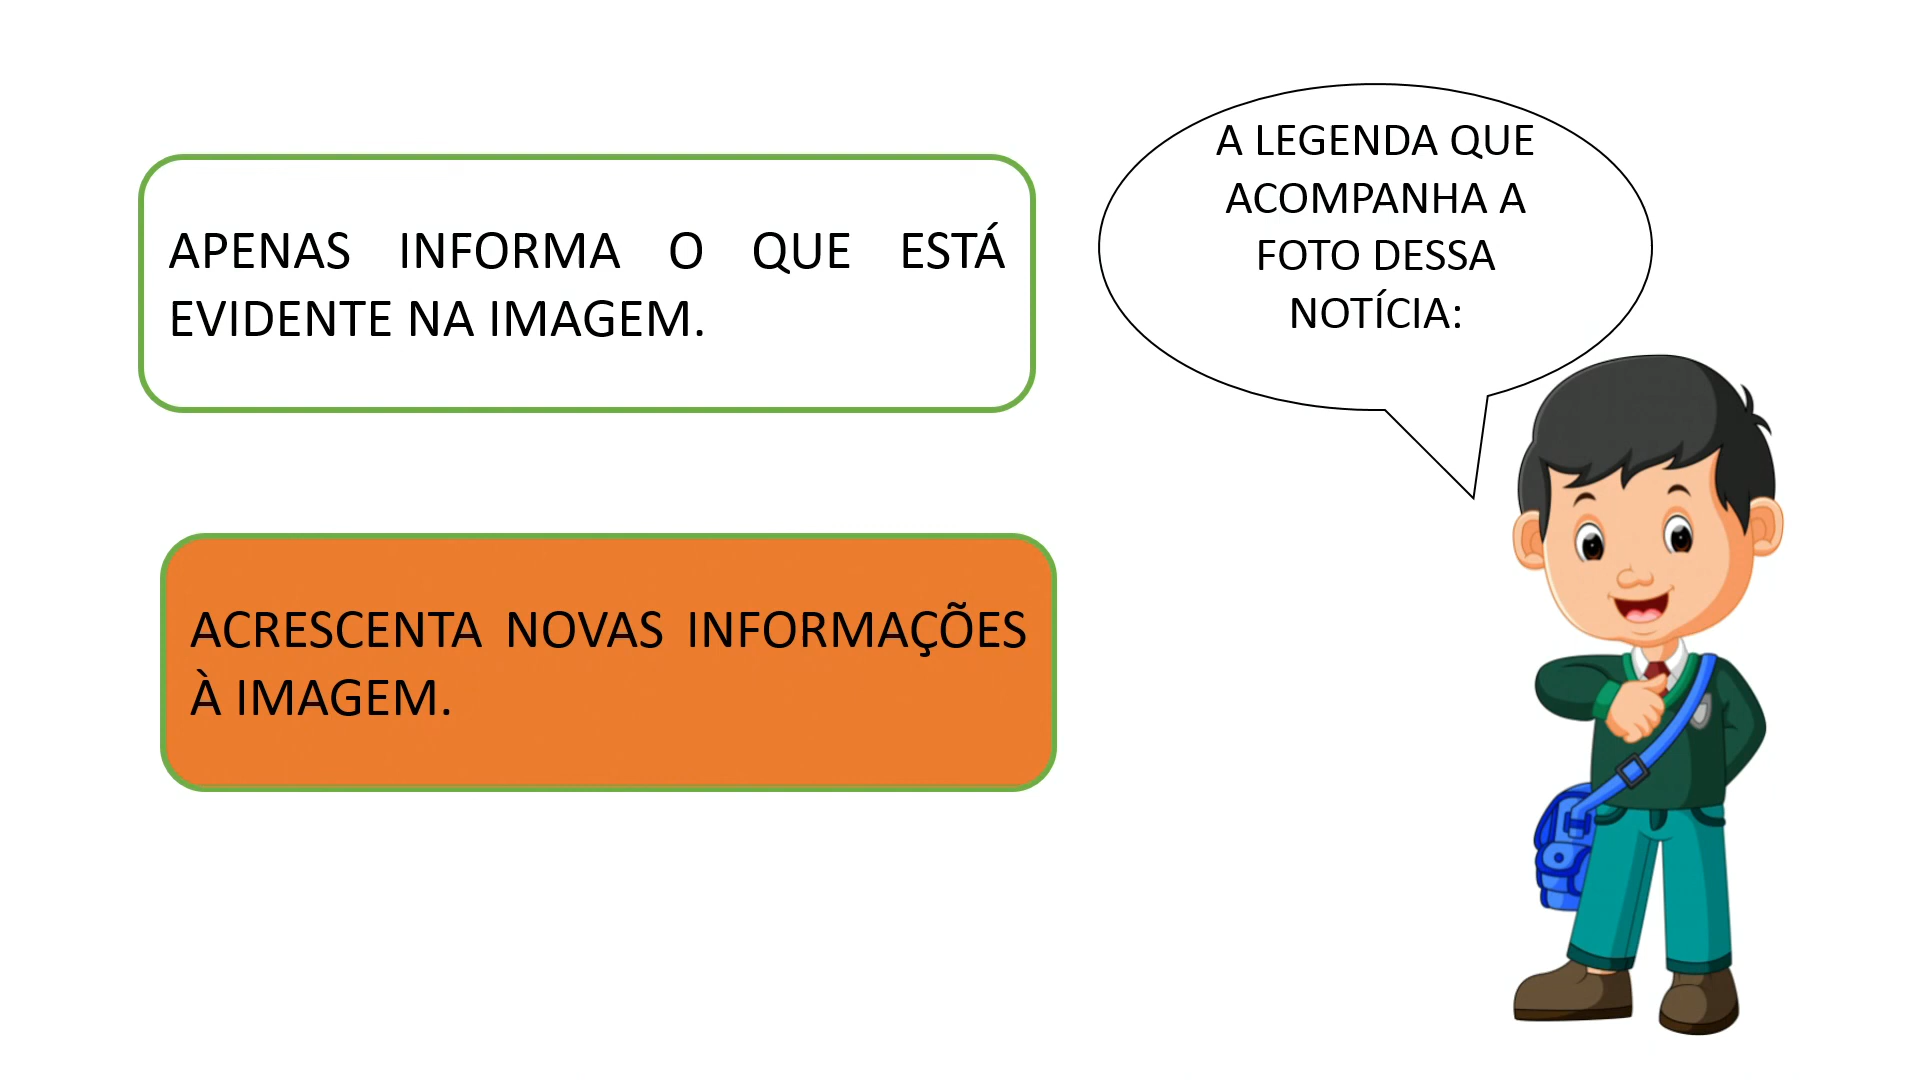 A LEGENDA QUE
ACOMPANHA A
FOTO DESSA
NOTÍCIA:
APENAS INFORMA O QUE ESTÁ
EVIDENTE NA IMAGEM.
ACRESCENTA NOVAS INFORMAÇÕES
À IMAGEM.